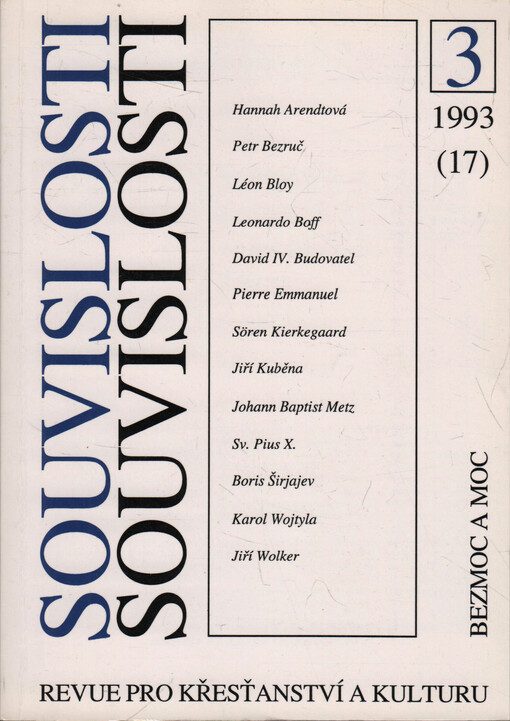 SOUVISLOSTI
SOUVISLOSTI
3
1993
(17)
Hannah Arendtová
Petr Bezruč
Léon Bloy
Leonardo Boff
David IV. Budovatel
Pierre Emmanuel
Sören Kierkegaard
Jiří Kuběna
Johann Baptist Metz
Sv. Pius X.
Boris Širjajev
Karol Wojtyla
Jiří Wolker
BEZMOC A MOC
REVUE PRO KŘESŤANSTVÍ A KULTURU